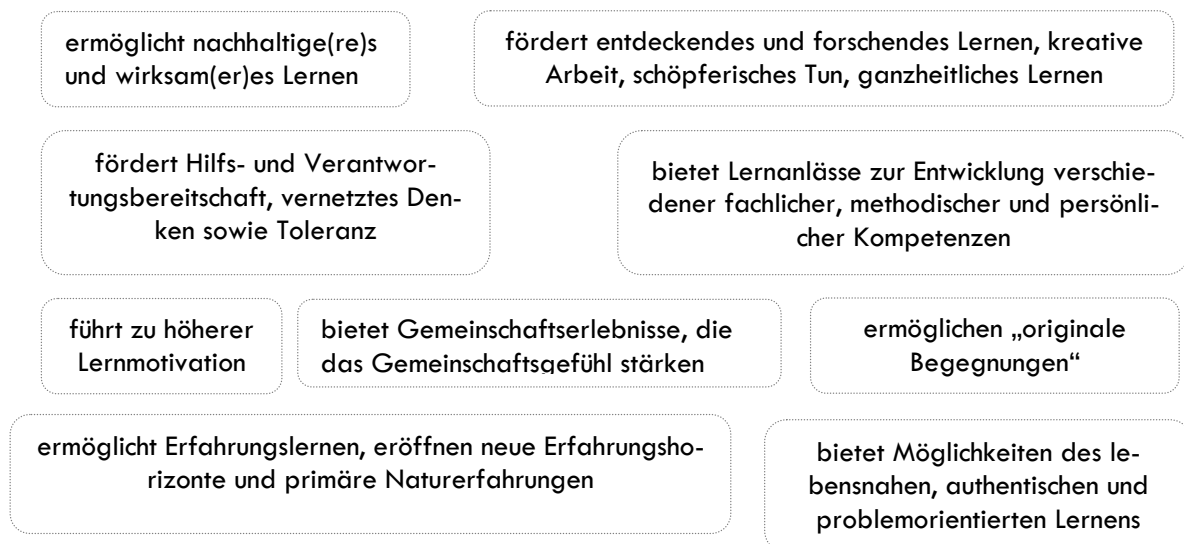 ermöglicht nachhaltige(re)s
und wirksam(er)es Lernen
fördert entdeckendes und forschendes Lernen, kreative
Arbeit, schöpferisches Tun, ganzheitliches Lernen
fördert Hilfs- und Verantwor-
tungsbereitschaft, vernetztes Den-
ken sowie Toleranz
bietet Lernanlässe zur Entwicklung verschie-
dener fachlicher, methodischer und persönli-
cher Kompetenzen
führt zu höherer
Lernmotivation
bietet Gemeinschaftserlebnisse, die
das Gemeinschaftsgefühl stärken
ermöglichen „originale
Begegnungen“
ermöglicht Erfahrungslernen, eröffnen neue Erfahrungsho-
rizonte und primäre Naturerfahrungen
bietet Möglichkeiten des le-
bensnahen, authentischen und
problemorientierten Lernens